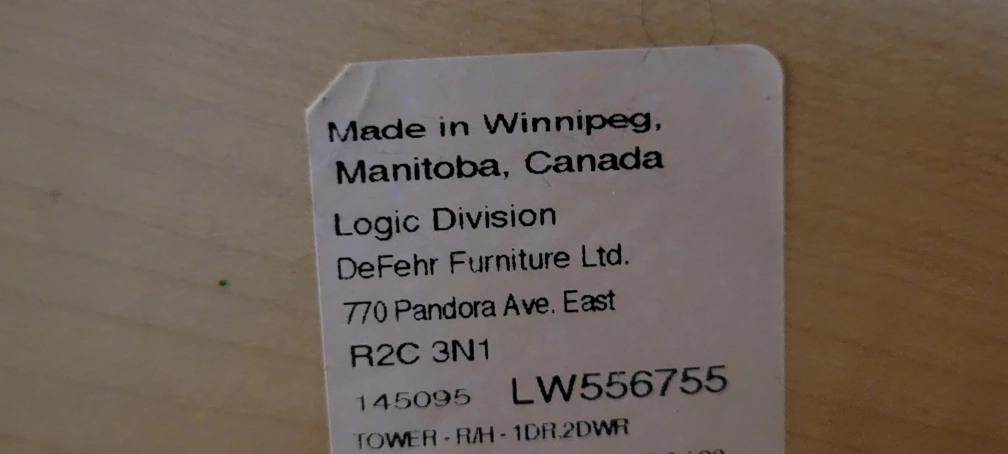 Made in Winnipeg,
Manitoba, Canada
Logic Division
DeFehr Furniture Ltd.
770 Pandora Ave. East
R2C 3N1
145095 LW556755
TOWER - R/H - 1DR.2DWR